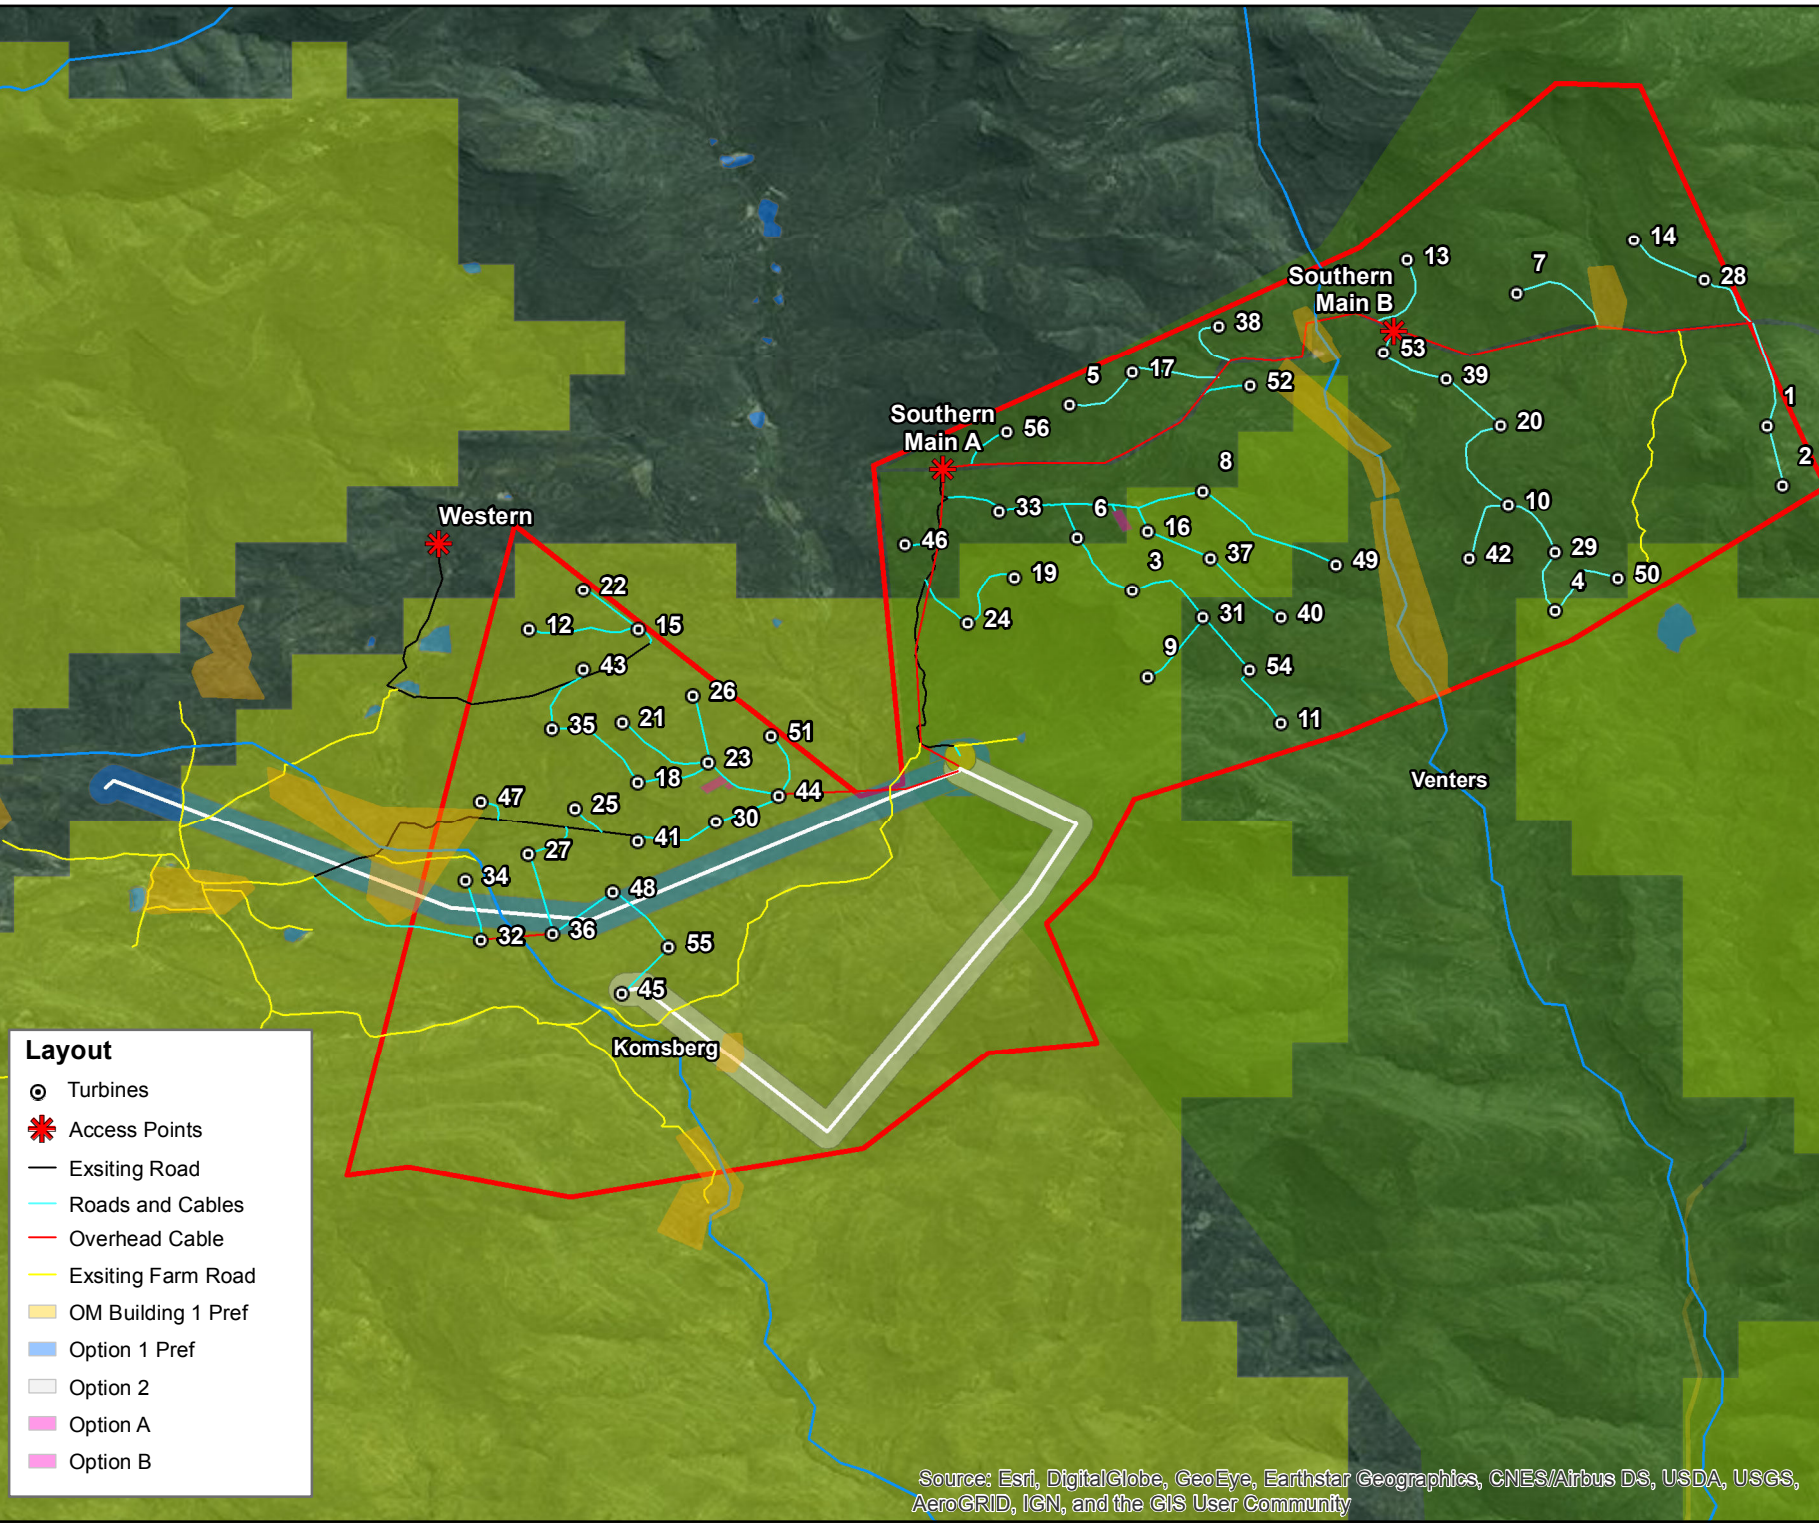 14
13
7
28
Southern
Main B
38
53
5
17
52
39
1
Southern
Main A
56
20
2
8
33
6
10
Western
16
46
37
49
42
29
3
19
4
50
22
24
31
40
12
15
9
43
54
26
21
11
35
51
23
18
Venters
47
25
44
30
41
27
34
48
32
36
55
45
Komsberg
Layout
Turbines
Access Points
Exsiting Road
Roads and Cables
Overhead Cable
Exsiting Farm Road
OM Building 1 Pref
Option 1 Pref
Option 2
Option A
Option B
Source: Esri, DigitalGlobe, GeoEye, Earthstar Geographics, CNES/Airbus DS, USDA, USGS,
AeroGRID, IGN, and the GIS User Community